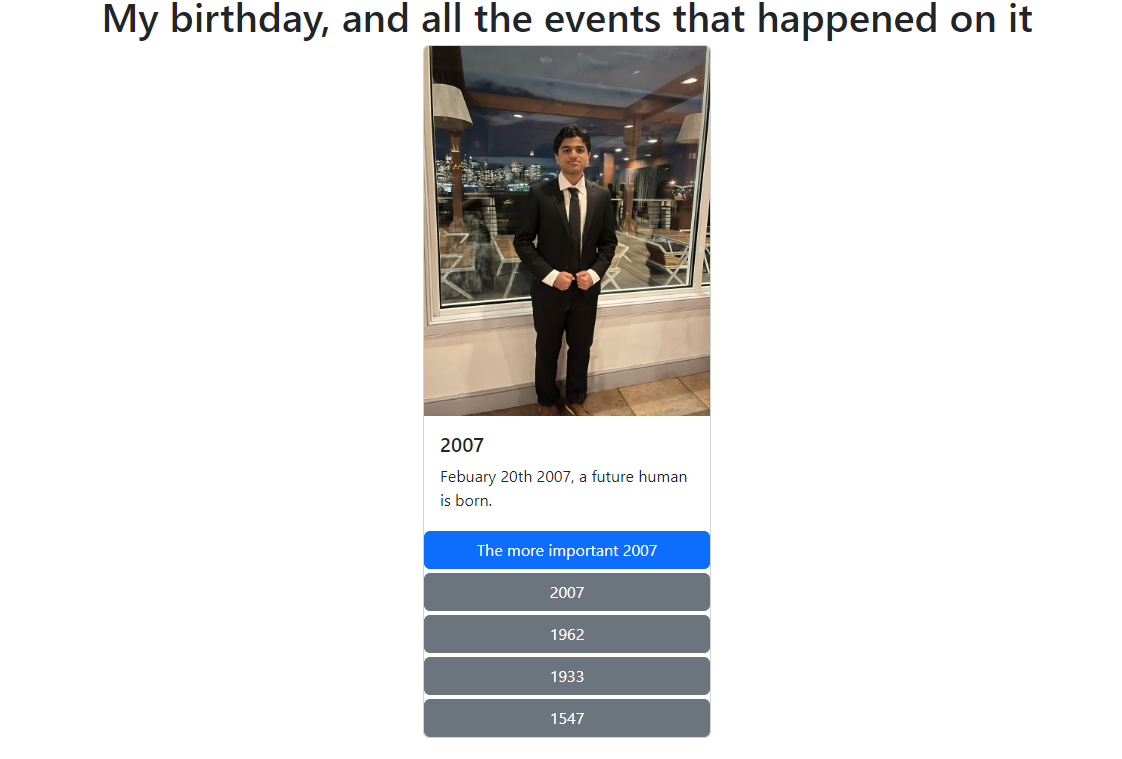 My birthday, and all the events that happened on it
2007
Febuary 20th 2007, a future human
is born.
The more important 2007
2007
1962
1933
1547